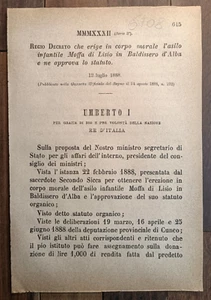 MMMXXXII (Serie 3ª).
015
REGIO DECRETO che erige in corpo morale l'asilo
infantile Moffa di Lisio in Baldissero d'Alba
e ne approva lo statuto.
19 luglio 1888.
(Pubblicato nella Gazzetta Ufficiale del Regno il 14 agosto 1888, n.
UMBERTO I
PER GRAZIA DI DIO E PER VOLONTÀ DELLA NAZIONE
RE D'ITALIA
Sulla proposta del Nostro ministro segretario di
Stato per gli affari dell'interno, presidente del con-
siglio dei ministri;
Vista l'istanza 22 febbraio 1888, presentata dal
sacerdote Secondo Sicca per ottenere l'erezione in
corpo morale dell'asilo infantile Moffa di Lisio in
Baldissero d'Alba e l'approvazione del suo statuto
organico;
Visto detto statuto organico;
Viste le deliberazioni 19 marzo, 16 aprile e 25
giugno 1888 della deputazione provinciale di Cuneo;
Visti gli altri atti corrispondenti e ritenuto che
il pio istituto può fare assegnamento sulla dona-
zione di lire 1,000 di rendita fatta dal predetto